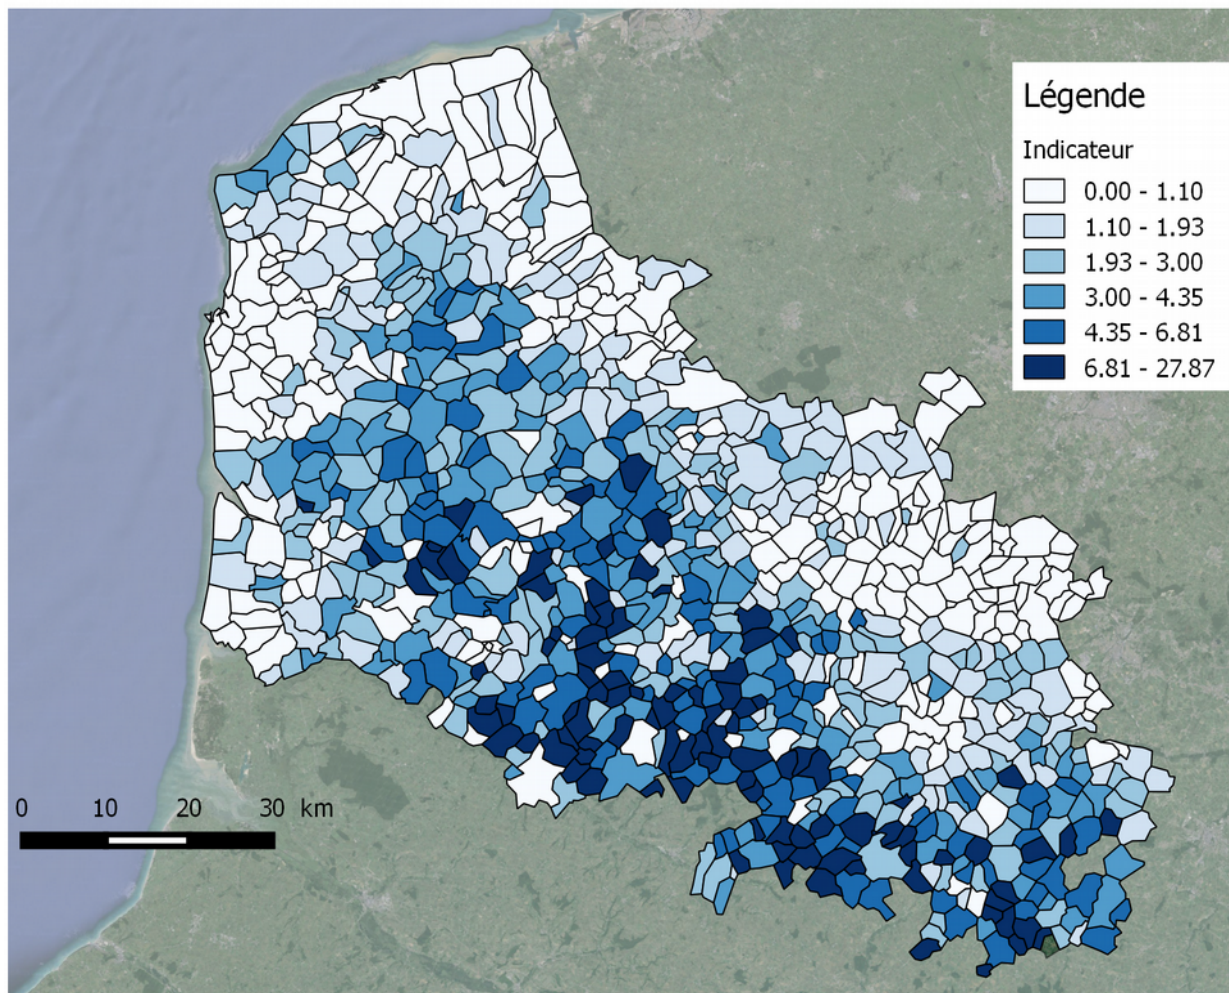 Légende
Indicateur
0.00 - 1.10
1.10 - 1.93
1.93 - 3.00
3.00 - 4.35
4.35 - 6.81
6.81 - 27.87
0 10 20 30 km